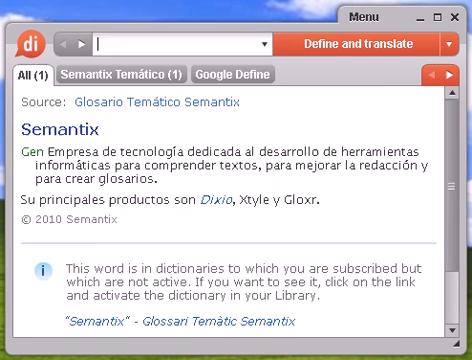 Menu
di
Define and translate
All (1) Semantix Temático (1) Google Define
Source: Glosario Temático Semantix
Semantix
Gen Empresa de tecnología dedicada al desarrollo de herramientas
informáticas para comprender textos, para mejorar la redacción y
para crear glosarios.
Su principales productos son Dixio, Xtyle y Gloxr.
© 2010 Semantix
i
This word is in dictionaries to which you are subscribed but
which are not active. If you want to see it, click on the link
and activate the dictionary in your Library.
"Semantix" - Glossari Temàtic Semantix